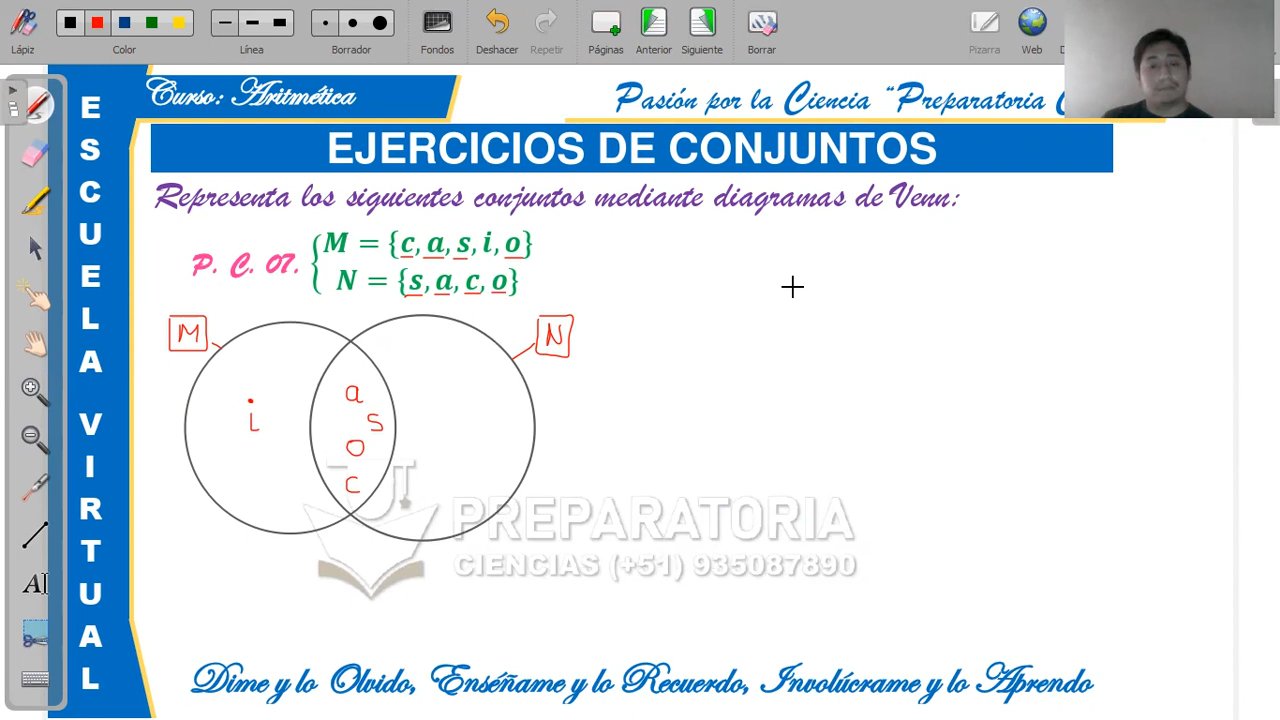 Lápiz
Color
Línea
Borrador
Fondos
Deshacer
Repetir
Páginas
Anterior
Siguiente
Borrar
Pizarra
Web
ESCUELA VIRTUAL
Curso: Aritmética
Pasión por la Ciencia “Preparatoria
EJERCICIOS DE CONJUNTOS
Representa los siguientes conjuntos mediante diagramas de Venn:
P. C. 07.
M = {c, a, s, i, o}
N = {s, a, c, o}
M
N
i
a
s
o
c
PREPARATORIA
CIENCIAS (+51) 935087890
Dime y lo Olvido, Enséñame y lo Recuerdo, Involúcrame y lo Aprendo